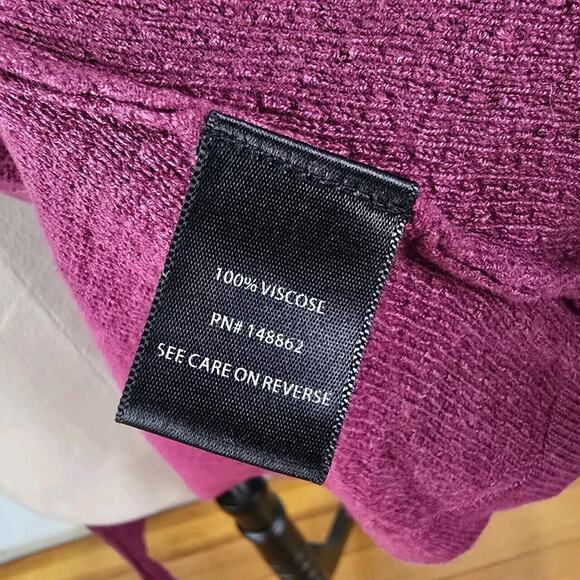 100% VISCOSE
PN# 148862
SEE CARE ON REVERSE